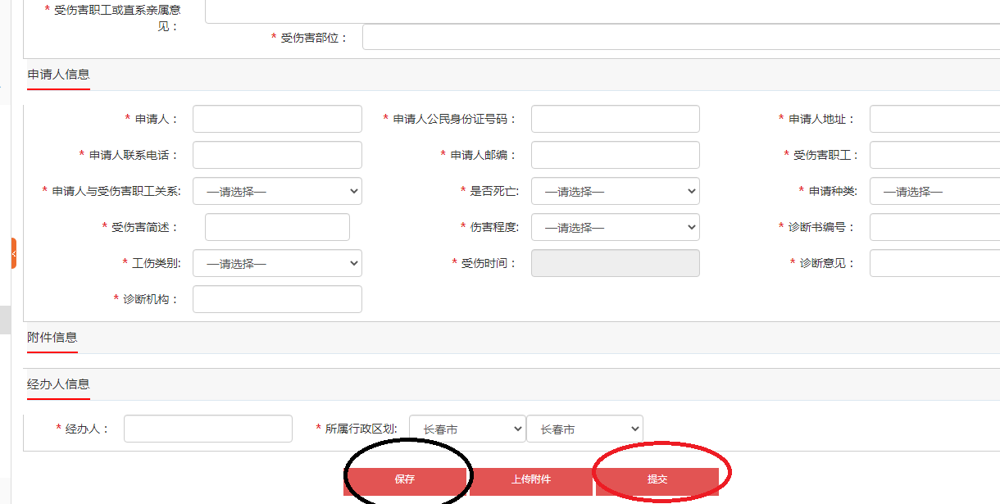 * 受伤害职工或直系亲属意
见：
* 受伤害部位：
申请人信息
* 申请人： * 申请人公民身份证号码： * 申请人地址：
* 申请人联系电话： * 申请人邮编： * 受伤害职工：
* 申请人与受伤害职工关系: —请选择— * 是否死亡: —请选择— * 申请种类: —请选择—
* 受伤害简述： * 伤害程度: —请选择— * 诊断书编号：
* 工伤类别: —请选择— * 受伤时间： * 诊断意见：
* 诊断机构：
附件信息
经办人信息
* 经办人： * 所属行政区划: 长春市 长春市
保存 上传附件 提交